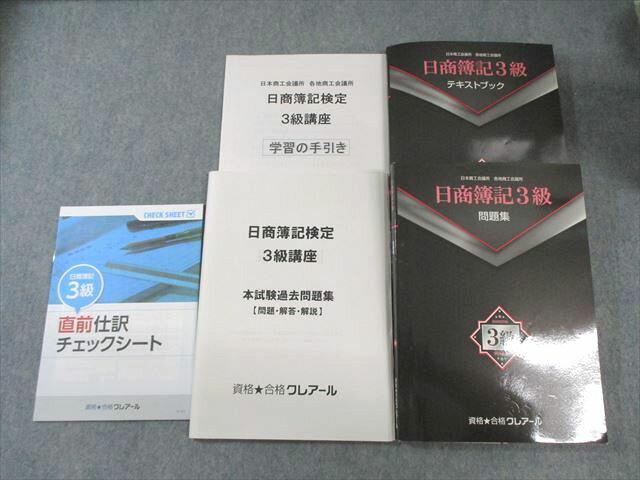 日本商工会議所 各地商工会議所
日商簿記検定
3級講座
学習の手引き
日本商工会議所 各地商工会議所
日商簿記3級
テキストブック
CHECK SHEET
日商簿記
3級
直前仕訳
チェックシート
資格★合格クレアール
日商簿記検定
3級講座
本試験過去問題集
【問題・解答・解説】
資格★合格クレアール
日本商工会議所 各地商工会議所
日商簿記3級
問題集
3級
資格★合格クレアール